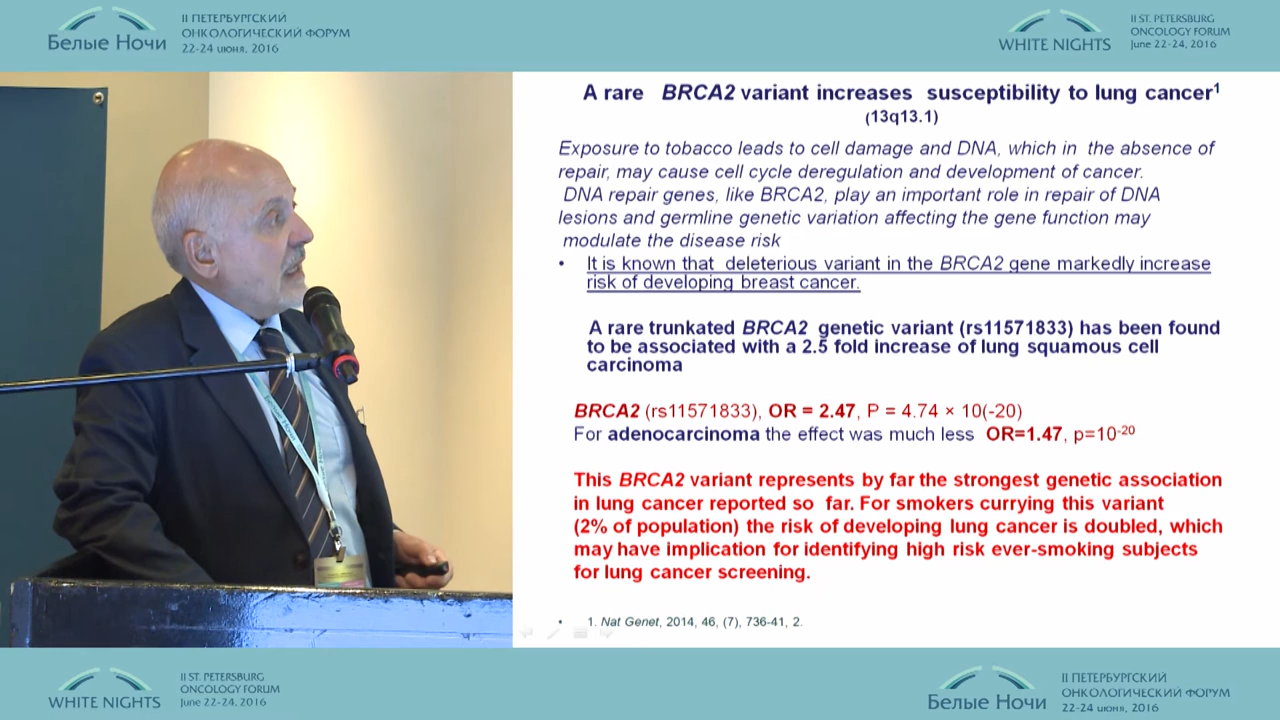 Белые Ночи
II ПЕТЕРБУРГСКИЙ
ОНКОЛОГИЧЕСКИЙ ФОРУМ
22-24 июня, 2016
WHITE NIGHTS
II ST. PETERSBURG
ONCOLOGY FORUM
June 22-24, 2016
A rare BRCA2 variant increases susceptibility to lung cancer1
(13q13.1)
Exposure to tobacco leads to cell damage and DNA, which in the absence of
repair, may cause cell cycle deregulation and development of cancer.
DNA repair genes, like BRCA2, play an important role in repair of DNA
lesions and germline genetic variation affecting the gene function may
modulate the disease risk
• It is known that deleterious variant in the BRCA2 gene markedly increase
risk of developing breast cancer.
A rare trunkated BRCA2 genetic variant (rs11571833) has been found
to be associated with a 2.5 fold increase of lung squamous cell
carcinoma
BRCA2 (rs11571833), OR = 2.47, P = 4.74 × 10(-20)
For adenocarcinoma the effect was much less OR=1.47, p=10-20
This BRCA2 variant represents by far the strongest genetic association
in lung cancer reported so far. For smokers currying this variant
(2% of population) the risk of developing lung cancer is doubled, which
may have implication for identifying high risk ever-smoking subjects
for lung cancer screening.
• 1. Nat Genet, 2014, 46, (7), 736-41, 2.
WHITE NIGHTS
II ST. PETERSBURG
ONCOLOGY FORUM
June 22-24, 2016
Белые Ночи
II ПЕТЕРБУРГСКИЙ
ОНКОЛОГИЧЕСКИЙ ФОРУМ
22-24 июня, 2016